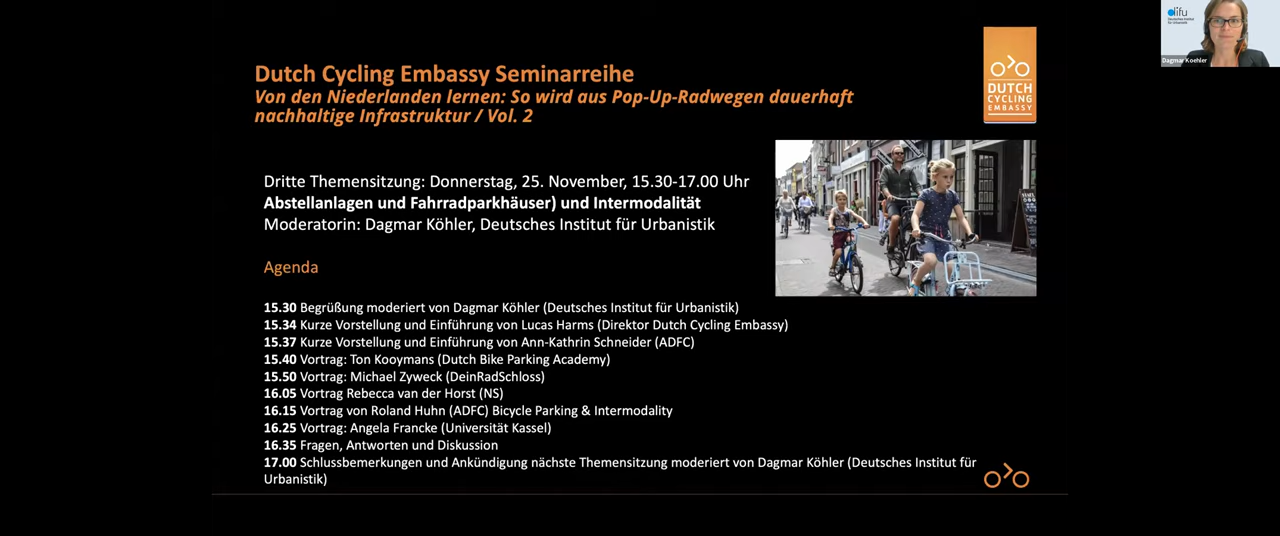 Dutch Cycling Embassy Seminarreihe
Von den Niederlanden lernen: So wird aus Pop-Up-Radwegen dauerhaft
nachhaltige Infrastruktur / Vol. 2
DUTCH
CYCLING
EMBASSY
difu
Deutsches Institut
für Urbanistik
Dagmar Koehler
Dritte Themensitzung: Donnerstag, 25. November, 15.30-17.00 Uhr
Abstellanlagen und Fahrradparkhäuser) und Intermodalität
Moderatorin: Dagmar Köhler, Deutsches Institut für Urbanistik
Agenda
15.30 Begrüßung moderiert von Dagmar Köhler (Deutsches Institut für Urbanistik)
15.34 Kurze Vorstellung und Einführung von Lucas Harms (Direktor Dutch Cycling Embassy)
15.37 Kurze Vorstellung und Einführung von Ann-Kathrin Schneider (ADFC)
15.40 Vortrag: Ton Kooymans (Dutch Bike Parking Academy)
15.50 Vortrag: Michael Zyweck (DeinRadSchloss)
16.05 Vortrag Rebecca van der Horst (NS)
16.15 Vortrag von Roland Huhn (ADFC) Bicycle Parking & Intermodality
16.25 Vortrag: Angela Francke (Universität Kassel)
16.35 Fragen, Antworten und Diskussion
17.00 Schlussbemerkungen und Ankündigung nächste Themensitzung moderiert von Dagmar Köhler (Deutsches Institut für
Urbanistik)